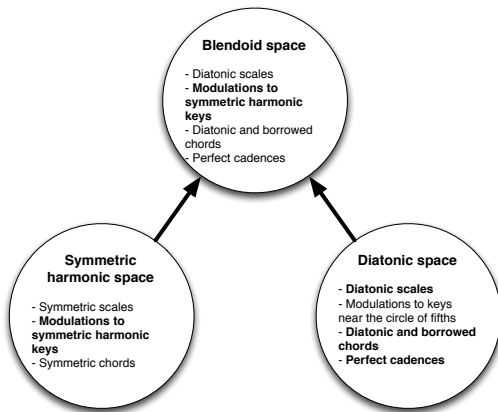 Blendoid space
- Diatonic scales
- Modulations to
symmetric harmonic
keys
- Diatonic and borrowed
chords
- Perfect cadences
Symmetric
harmonic space
- Symmetric scales
- Modulations to
symmetric harmonic
keys
- Symmetric chords
Diatonic space
- Diatonic scales
- Modulations to keys
near the circle of fifths
- Diatonic and borrowed
chords
- Perfect cadences